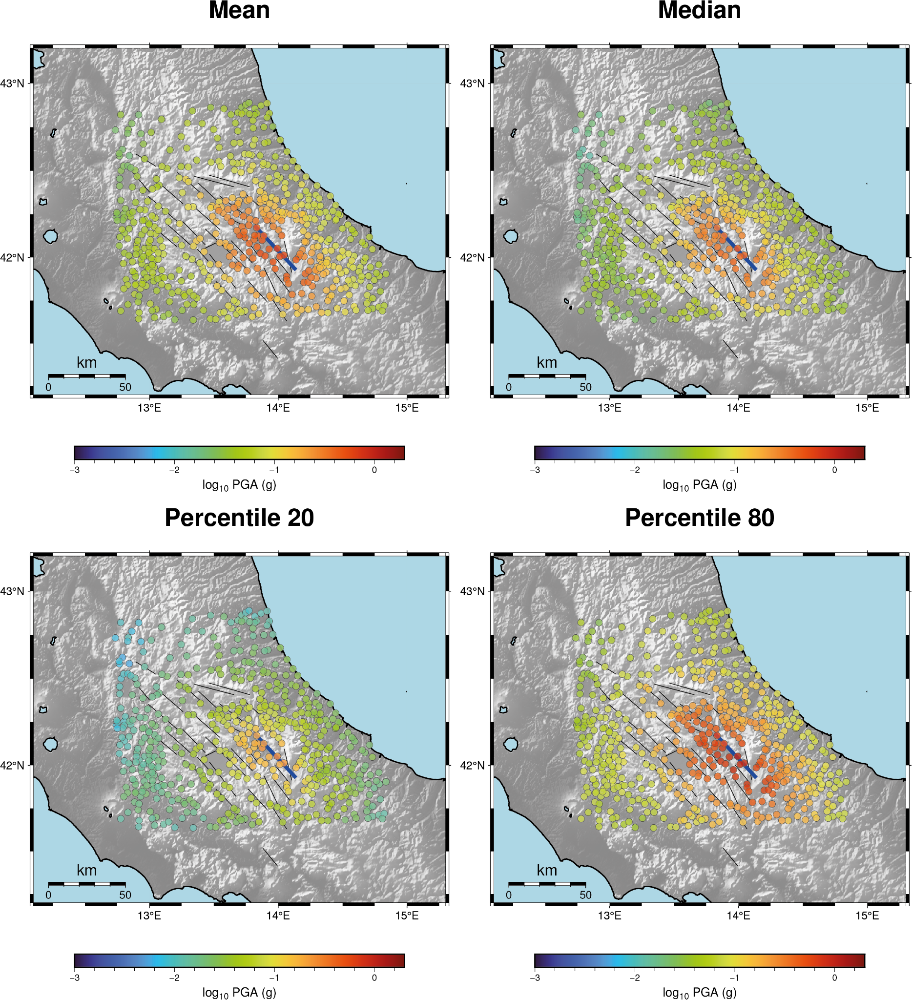 Mean
Median
43°N
42°N
km
0 50
13°E 14°E 15°E
43°N
42°N
km
0 50
13°E 14°E 15°E
−3 −2 −1 0
log10 PGA (g)
−3 −2 −1 0
log10 PGA (g)
Percentile 20
Percentile 80
43°N
42°N
km
0 50
13°E 14°E 15°E
43°N
42°N
km
0 50
13°E 14°E 15°E
−3 −2 −1 0
log10 PGA (g)
−3 −2 −1 0
log10 PGA (g)